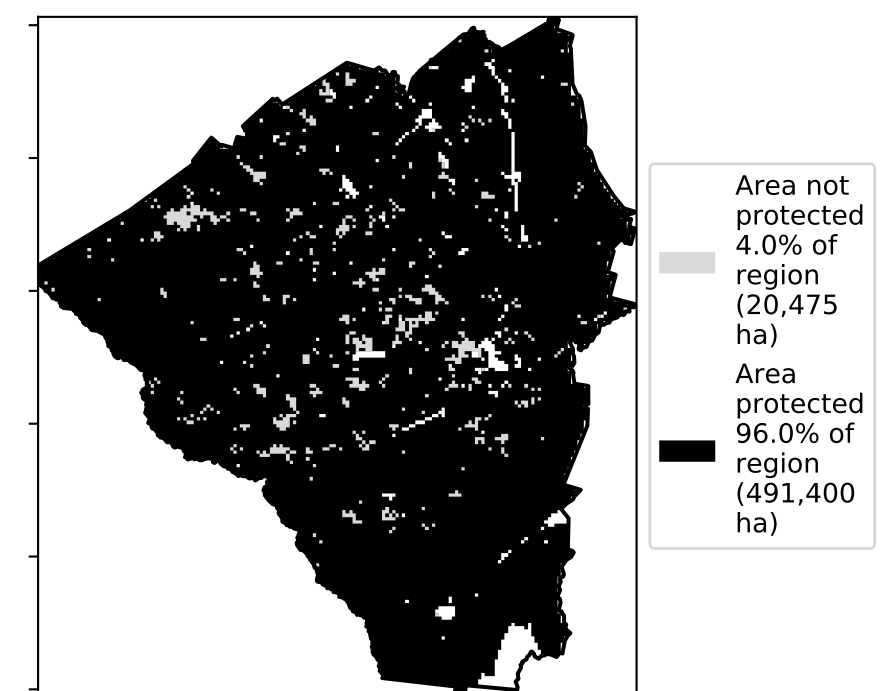 Area not
protected
4.0% of
region
(20,475
ha)
Area
protected
96.0% of
region
(491,400
ha)